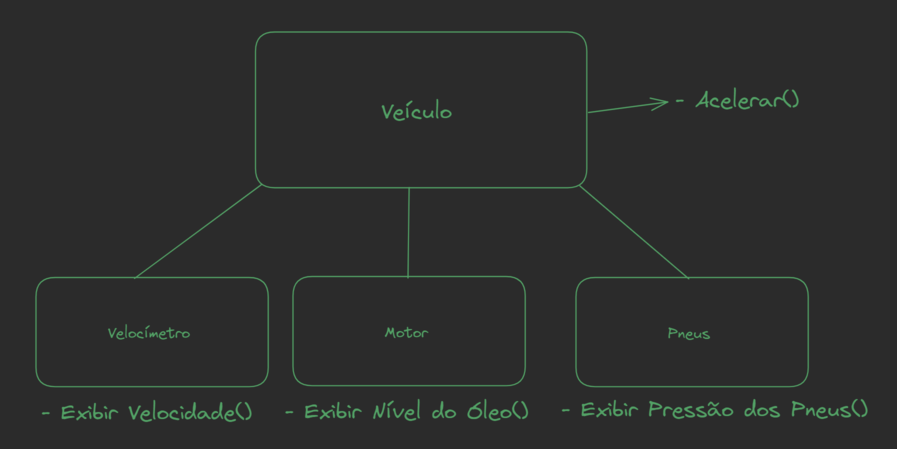 Veículo
- Acelerar()
Velocímetro
Motor
Pneus
- Exibir Velocidade()
- Exibir Nível do Óleo()
- Exibir Pressão dos Pneus()